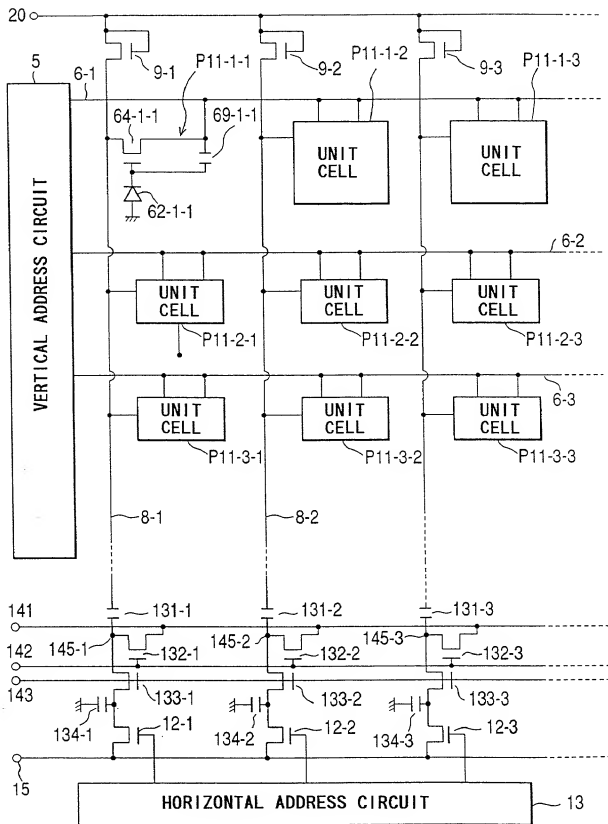 20
5
6-1
9-1
P11-1-1
9-2
P11-1-2
9-3
P11-1-3
64-1-1
69-1-1
62-1-1
UNIT
CELL
UNIT
CELL
VERTICAL ADDRESS CIRCUIT
6-2
UNIT
CELL
UNIT
CELL
UNIT
CELL
P11-2-1
P11-2-2
P11-2-3
6-3
UNIT
CELL
UNIT
CELL
UNIT
CELL
P11-3-1
P11-3-2
P11-3-3
8-1
8-2
141
131-1
131-2
131-3
145-1
145-2
145-3
142
132-1
132-2
132-3
143
133-1
133-2
133-3
134-1
12-1
134-2
12-2
134-3
12-3
15
HORIZONTAL ADDRESS CIRCUIT
13